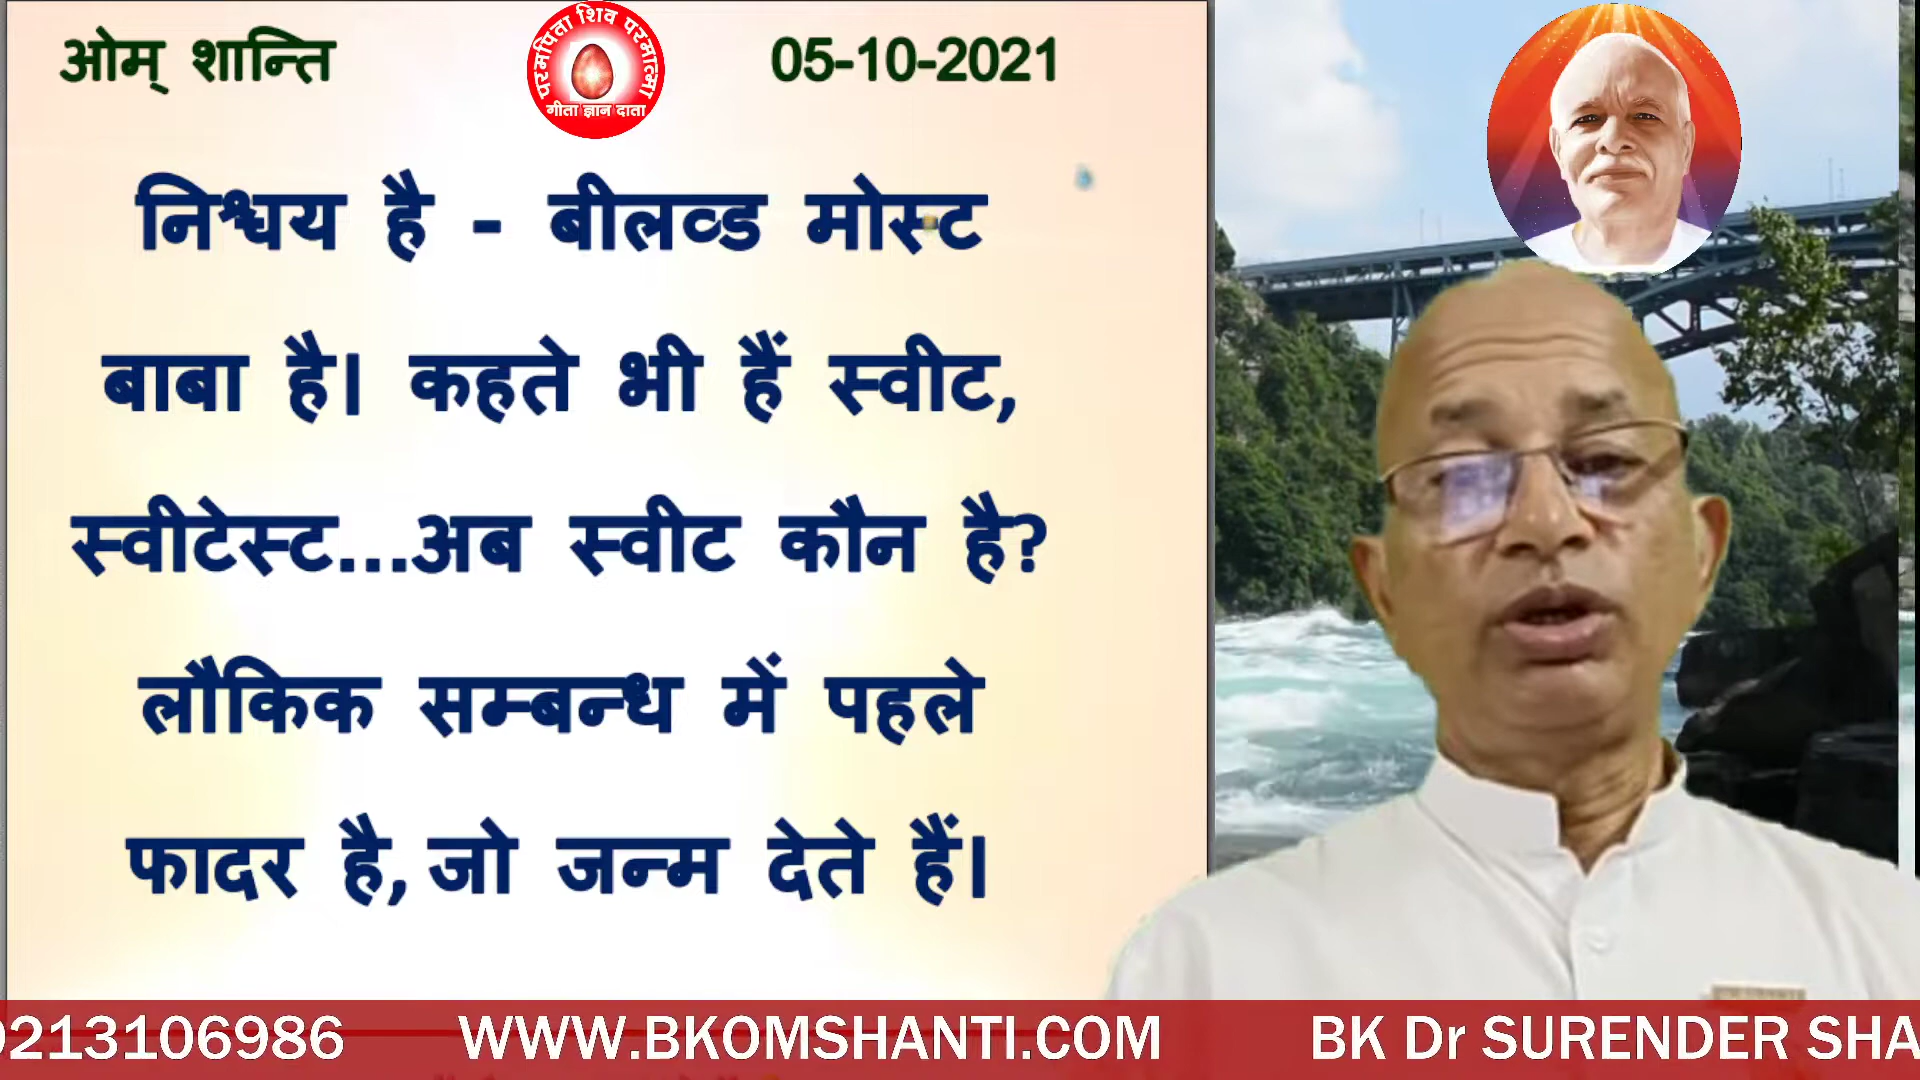 ओम् शान्ति
परमपिता शिव परमात्मा
गीता ज्ञान दाता
05-10-2021
निश्चय है - बीलव्ड मोस्ट
बाबा है। कहते भी हैं स्वीट,
स्वीटेस्ट...अब स्वीट कौन है?
लौकिक सम्बन्ध में पहले
फादर है, जो जन्म देते हैं।
9213106986 WWW.BKOMSHANTI.COM BK Dr SURENDER SHA